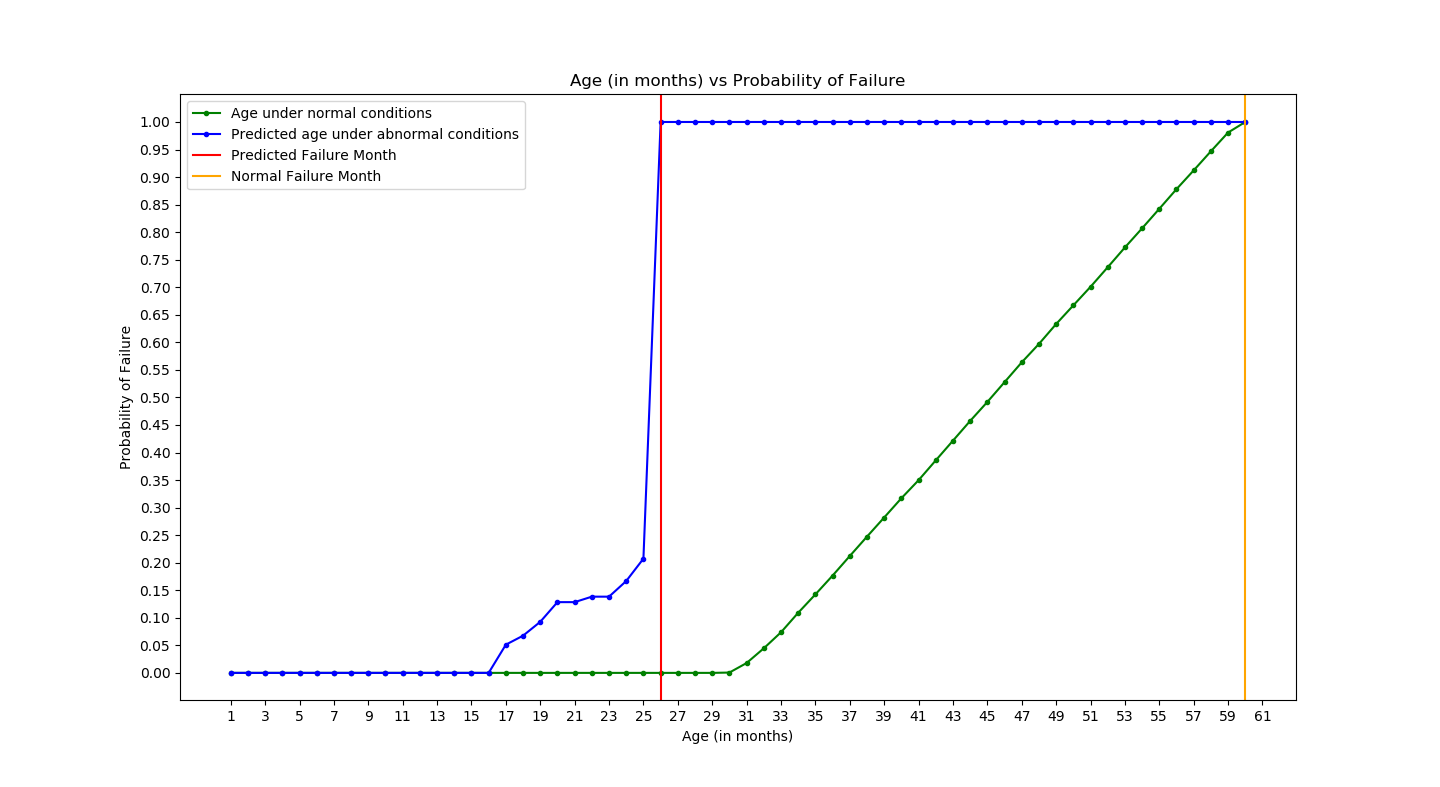 Age (in months) vs Probability of Failure
Age under normal conditions
Predicted age under abnormal conditions
Predicted Failure Month
Normal Failure Month
1.00
0.95
0.90
0.85
0.80
0.75
0.70
0.65
0.60
0.55
0.50
0.45
0.40
0.35
0.30
0.25
0.20
0.15
0.10
0.05
0.00
Probability of Failure
1 3 5 7 9 11 13 15 17 19 21 23 25 27 29 31 33 35 37 39 41 43 45 47 49 51 53 55 57 59 61
Age (in months)